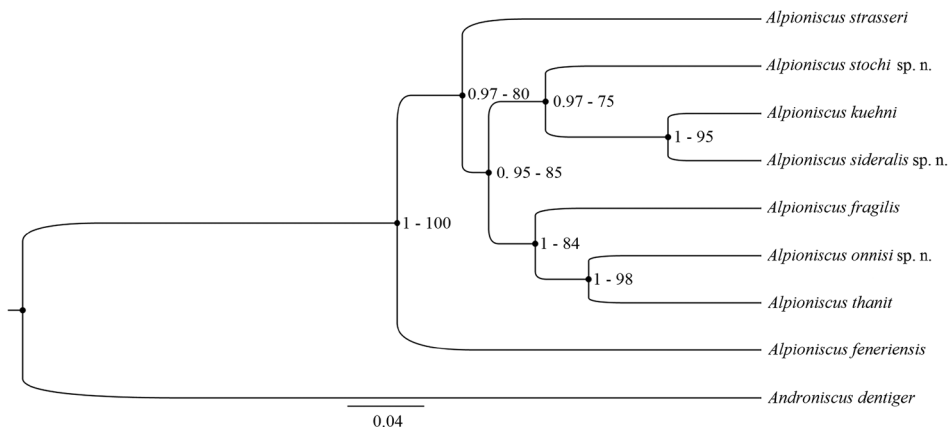 Alpioniscus strasseri
Alpioniscus stochi sp. n.
0.97 - 80
0.97 - 75
Alpioniscus kuehni
1 - 95
Alpioniscus sideralis sp. n.
0. 95 - 85
Alpioniscus fragilis
1 - 100
1 - 84
Alpioniscus onnisi sp. n.
1 - 98
Alpioniscus thanit
Alpioniscus feneriensis
Androniscus dentiger
0.04